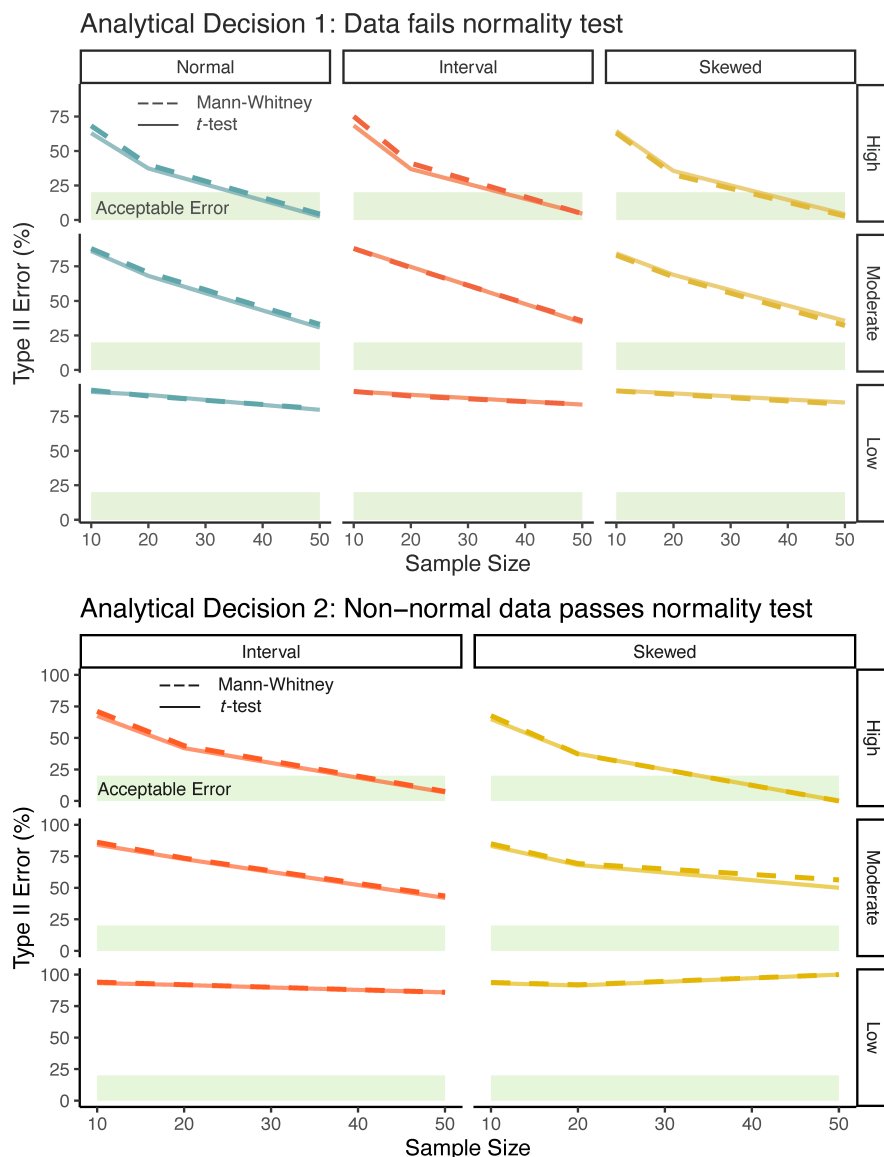 Analytical Decision 1: Data fails normality test
Normal Interval Skewed
Mann-Whitney
t-test
Acceptable Error
High
75
50
25
0
Moderate
75
50
25
0
Low
75
50
25
0
Type II Error (%)
10 20 30 40 50 10 20 30 40 50 10 20 30 40 50
Sample Size
Analytical Decision 2: Non−normal data passes normality test
Interval Skewed
Mann-Whitney
t-test
Acceptable Error
High
100
75
50
25
0
Moderate
100
75
50
25
0
Low
100
75
50
25
0
Type II Error (%)
10 20 30 40 50 10 20 30 40 50
Sample Size